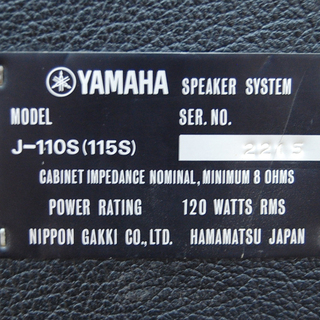 YAMAHA SPEAKER SYSTEM
MODEL SER. NO.
J-110S (115S) 2215
CABINET IMPEDANCE NOMINAL, MINIMUM 8 OHMS
POWER RATING 120 WATTS RMS
NIPPON GAKKI CO., LTD. HAMAMATSU JAPAN